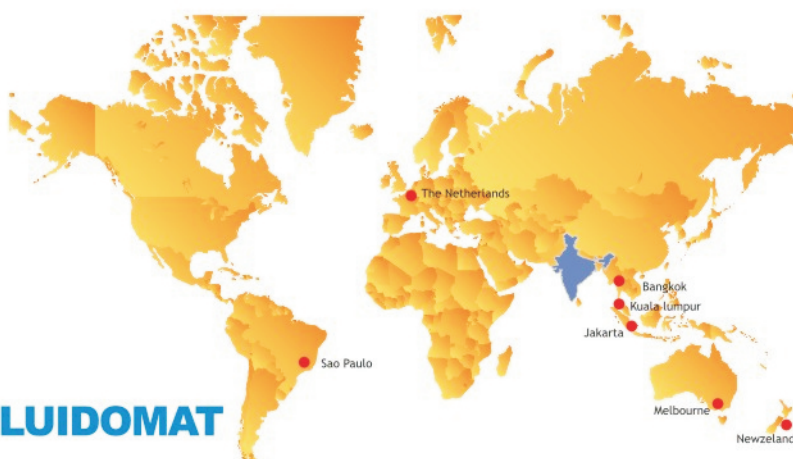 The Netherlands
Bangkok
Kuala lumpur
Jakarta
Sao Paulo
LUIDOMAT
Melbourne
Newzeland